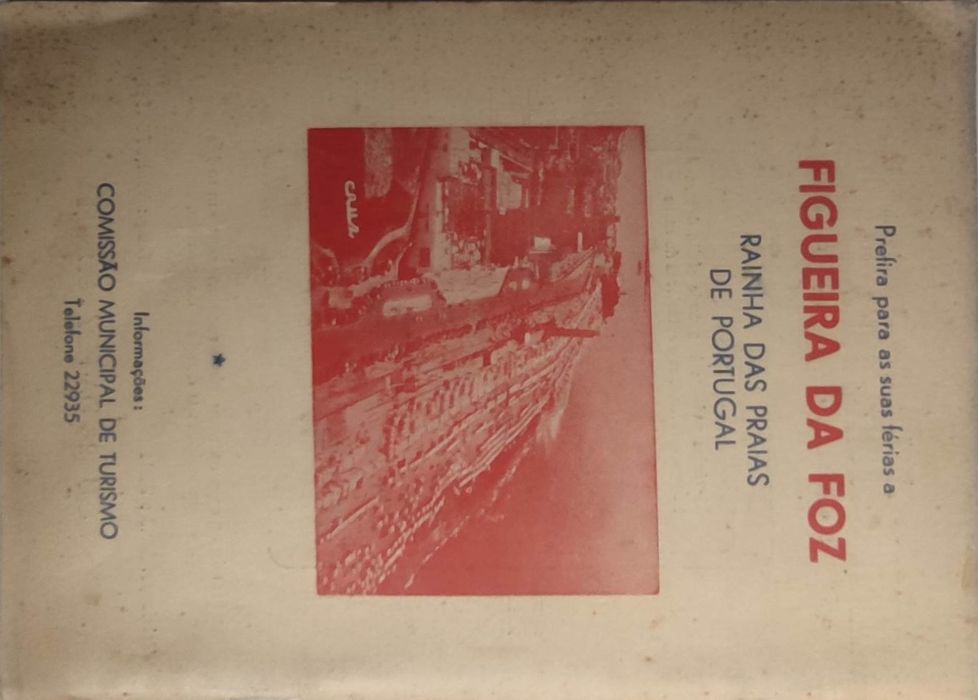 Prefira para as suas férias a
FIGUEIRA DA FOZ
RAINHA DAS PRAIAS
DE PORTUGAL
Informações:
COMISSÃO MUNICIPAL DE TURISMO
Telefone 22935